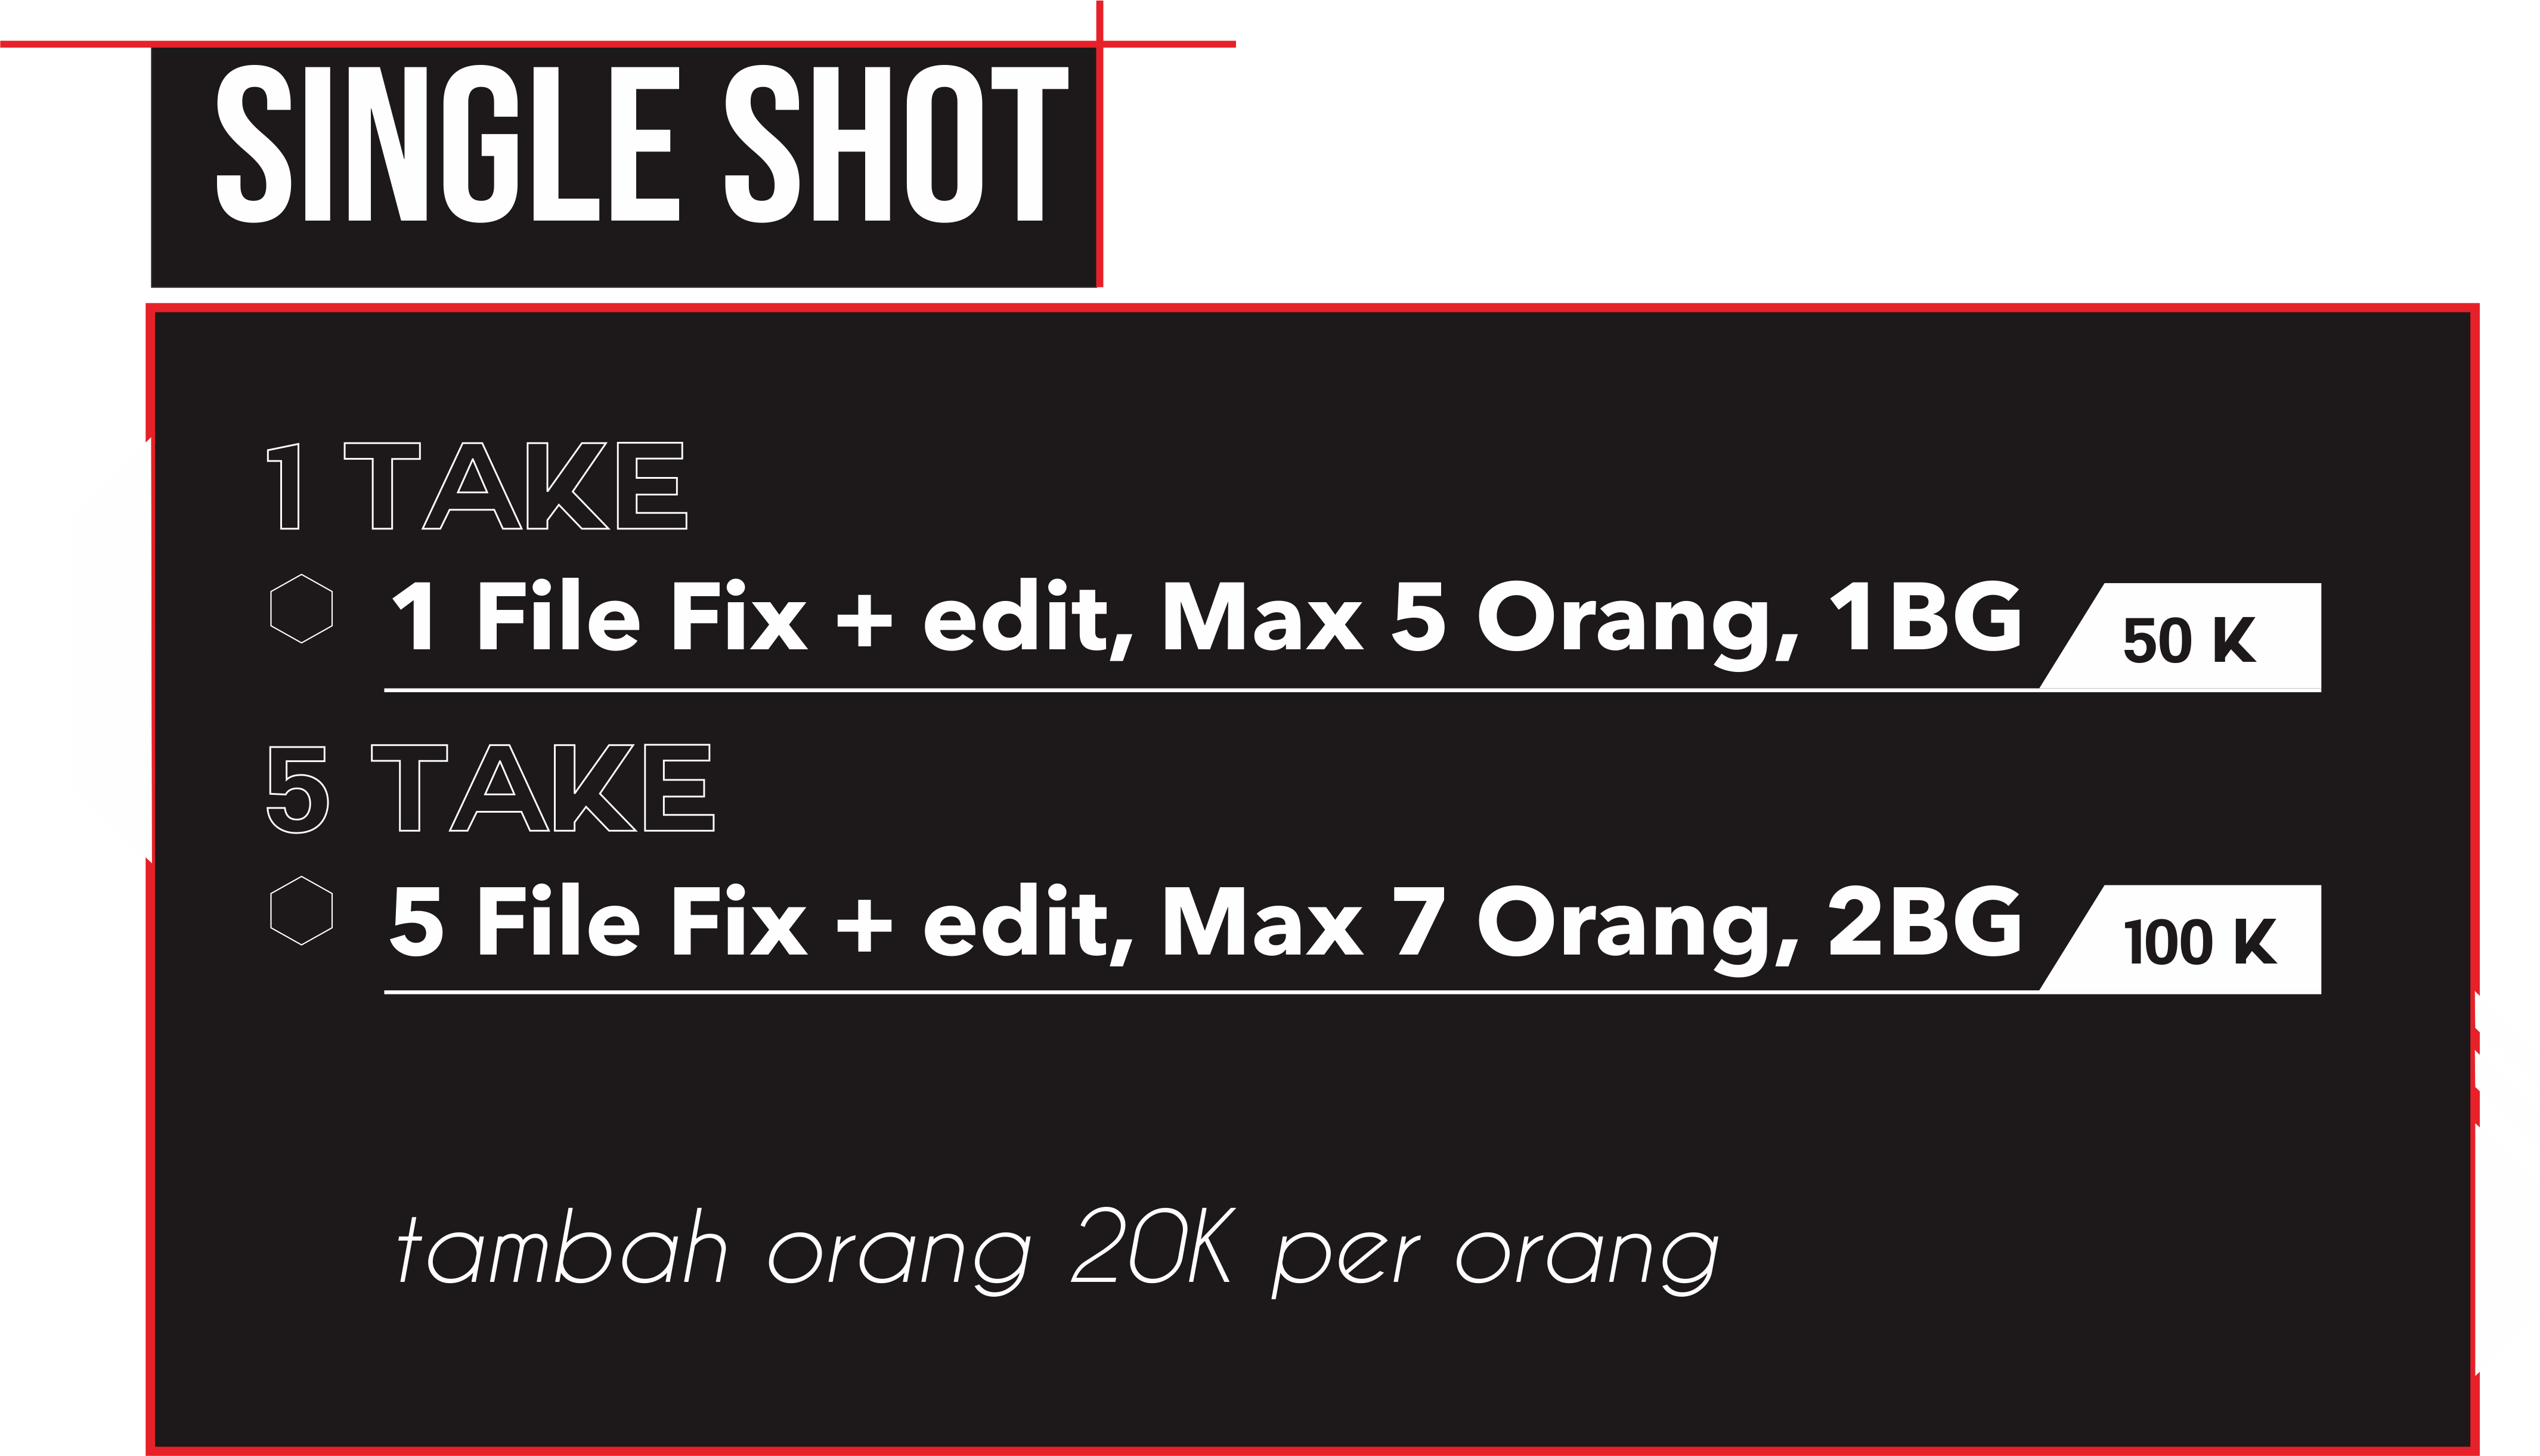 SINGLE SHOT
1 TAKE
1 File Fix + edit, Max 5 Orang, 1BG
50 K
5 TAKE
5 File Fix + edit, Max 7 Orang, 2BG
100 K
tambah orang 20K per orang